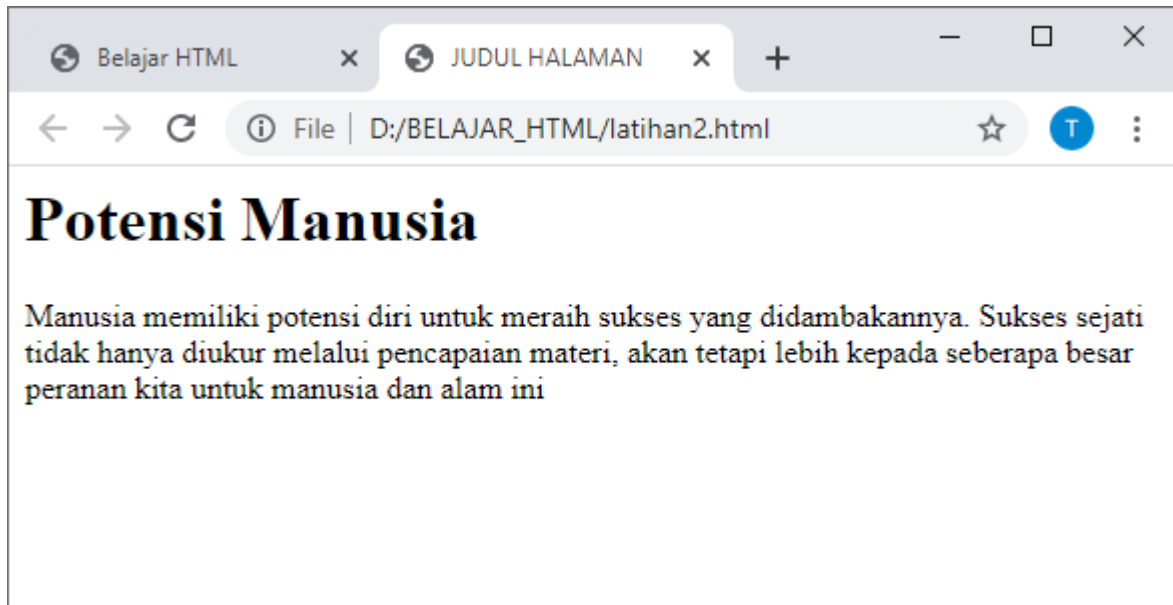 Belajar HTML
JUDUL HALAMAN
File | D:/BELAJAR_HTML/latihan2.html
T
Potensi Manusia
Manusia memiliki potensi diri untuk meraih sukses yang didambakannya. Sukses sejati
tidak hanya diukur melalui pencapaian materi, akan tetapi lebih kepada seberapa besar
peranan kita untuk manusia dan alam ini